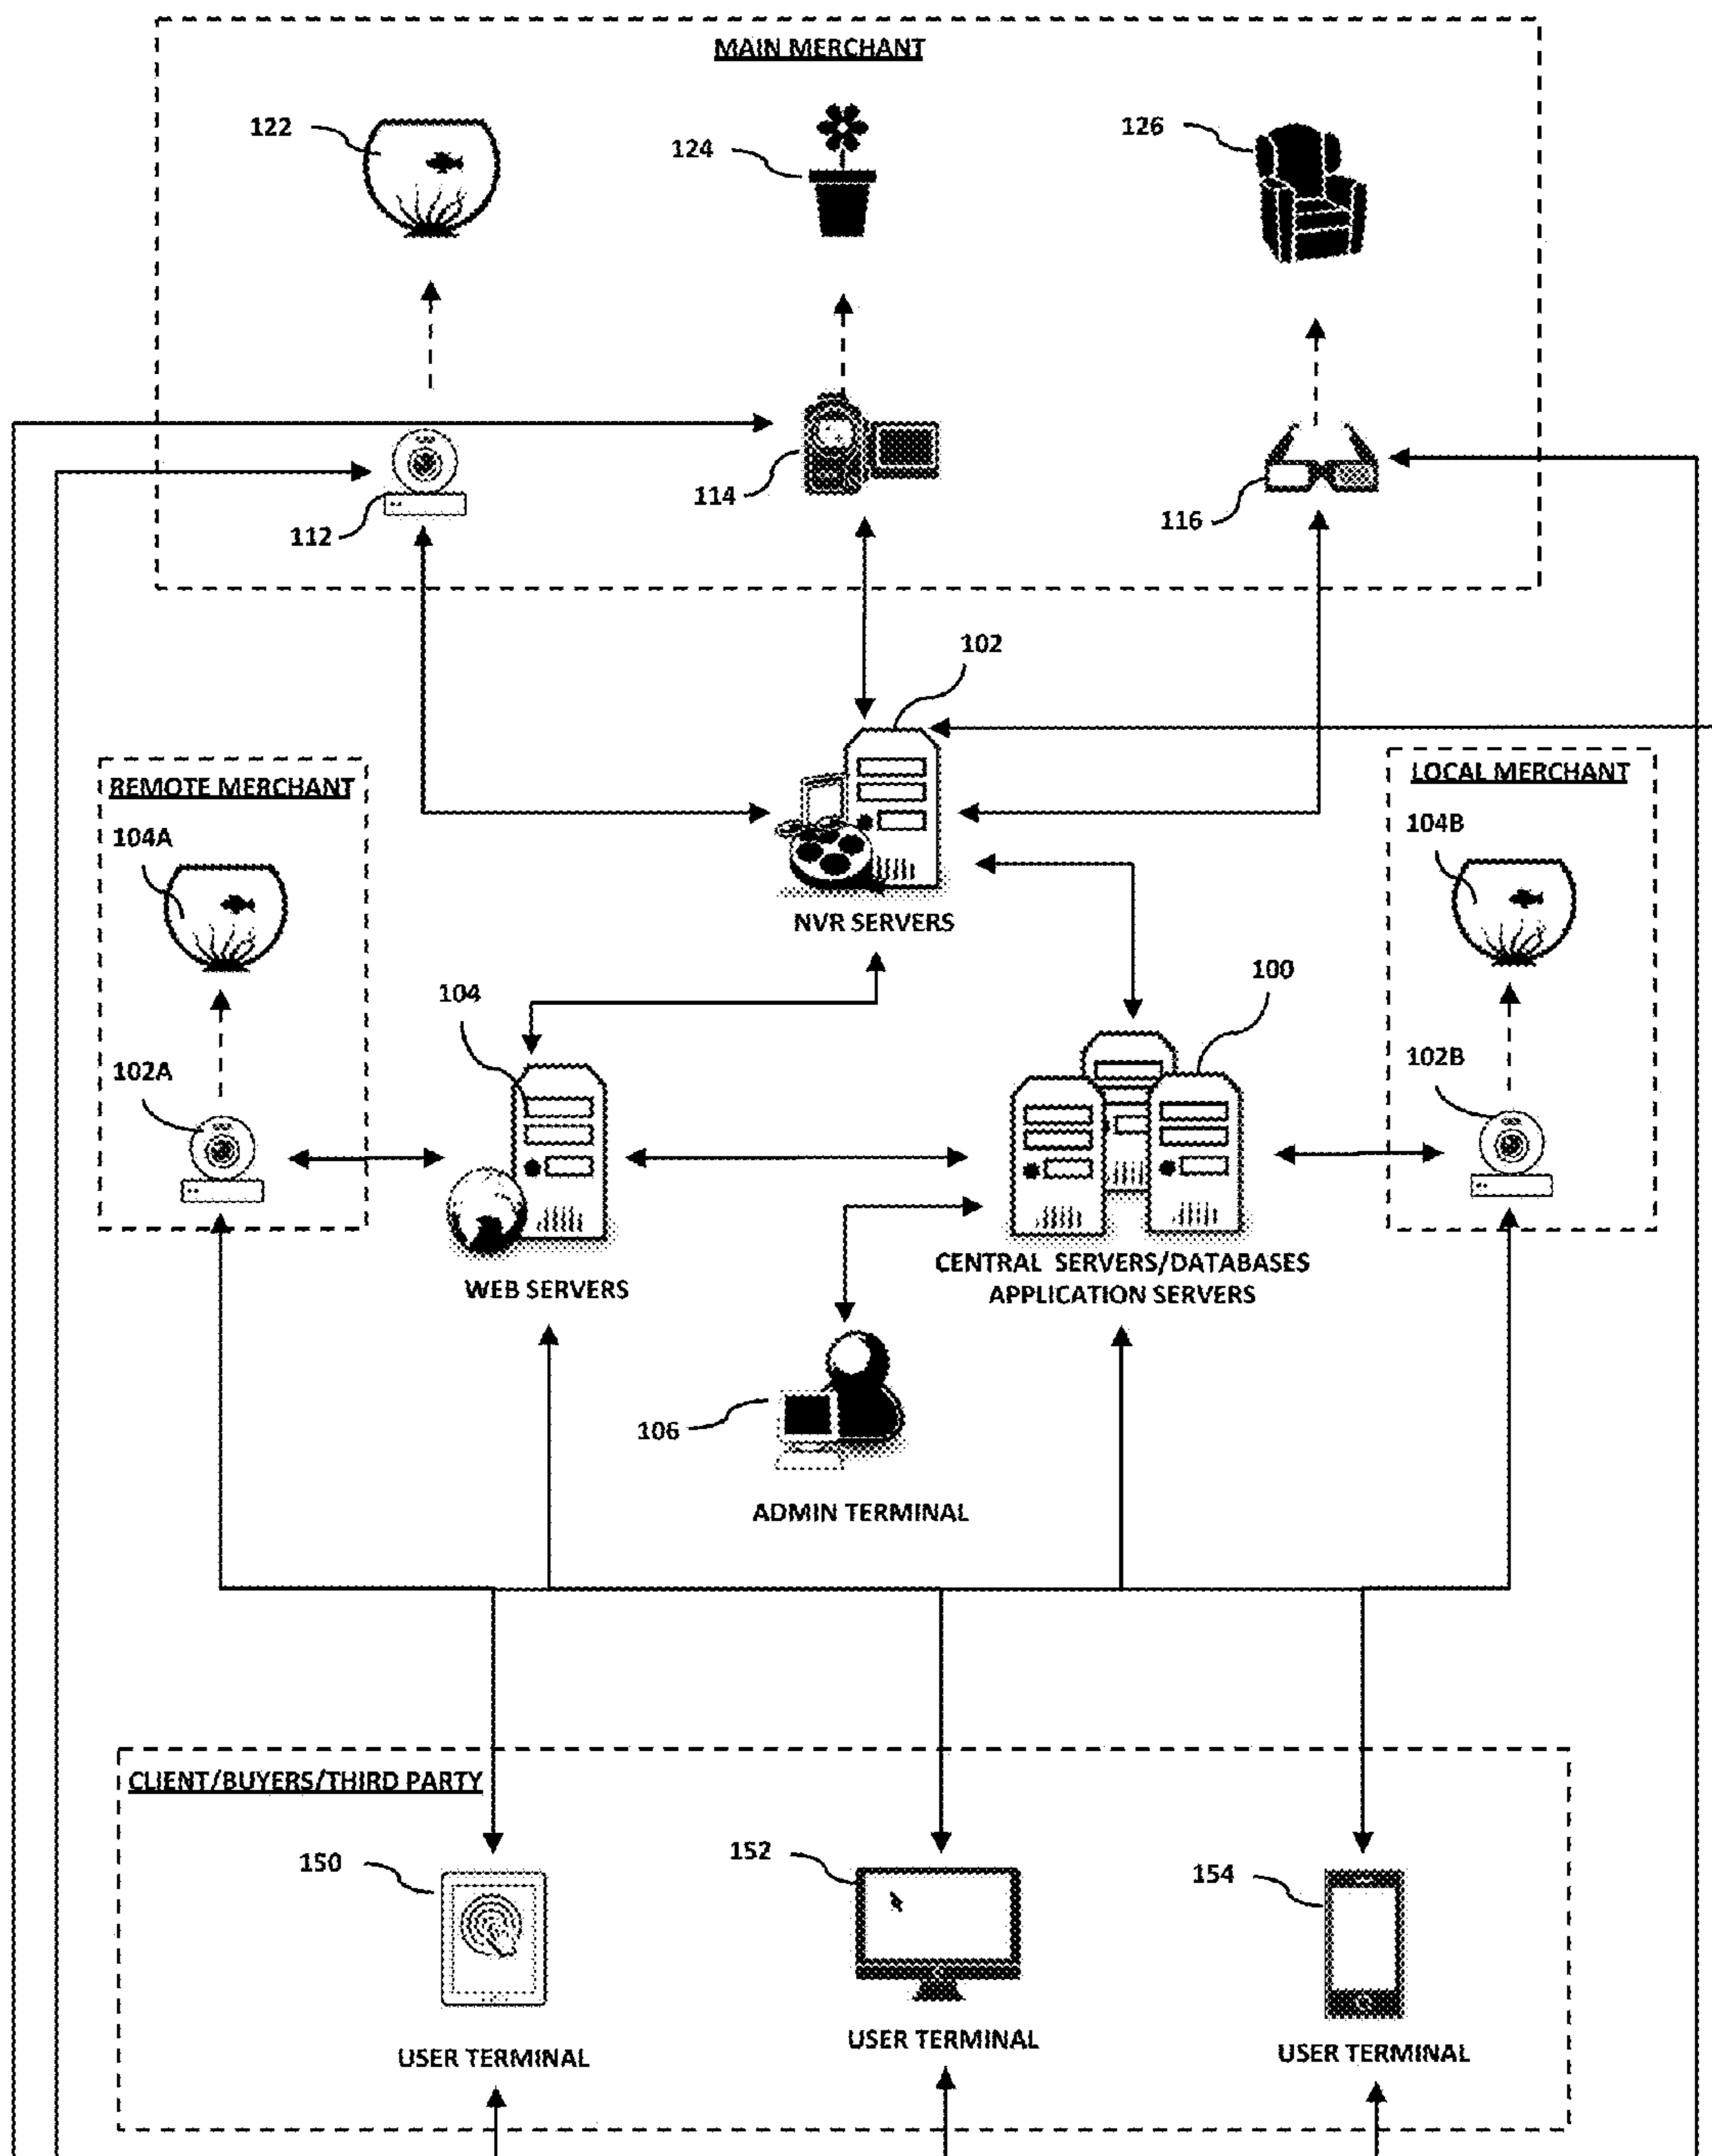 MAIN MERCHANT
122
124
126
112
114
116
102
REMOTE MERCHANT
LOCAL MERCHANT
104A
104B
NVR SERVERS
104
100
102A
102B
WEB SERVERS
CENTRAL SERVERS/DATABASES
APPLICATION SERVERS
106
ADMIN TERMINAL
CLIENT/BUYERS/THIRD PARTY
150
152
154
USER TERMINAL
USER TERMINAL
USER TERMINAL